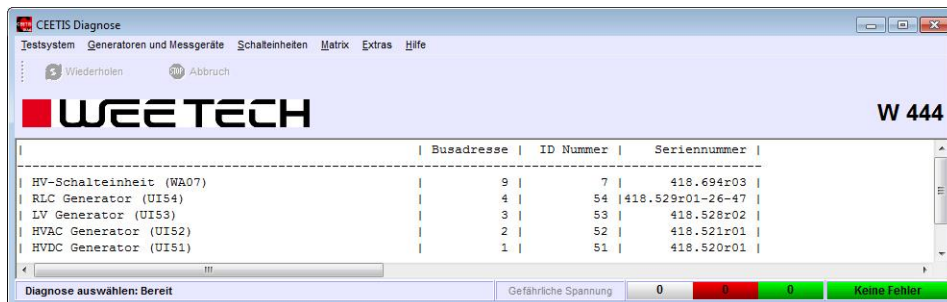 CEETIS Diagnose
Testsystem Generatoren und Messgeräte Schalteinheiten Matrix Extras Hilfe
Wiederholen STOP Abbruch
WEETECH W 444
| | Busadresse | ID Nummer | Seriennummer |
| HV-Schalteinheit (WA07) | 9 | 7 | 418.694r03 |
| RLC Generator (UI54) | 4 | 54 |418.529r01-26-47 |
| LV Generator (UI53) | 3 | 53 | 418.528r02 |
| HVAC Generator (UI52) | 2 | 52 | 418.521r01 |
| HVDC Generator (UI51) | 1 | 51 | 418.520r01 |
Diagnose auswählen: Bereit Gefährliche Spannung 0 0 0 Keine Fehler